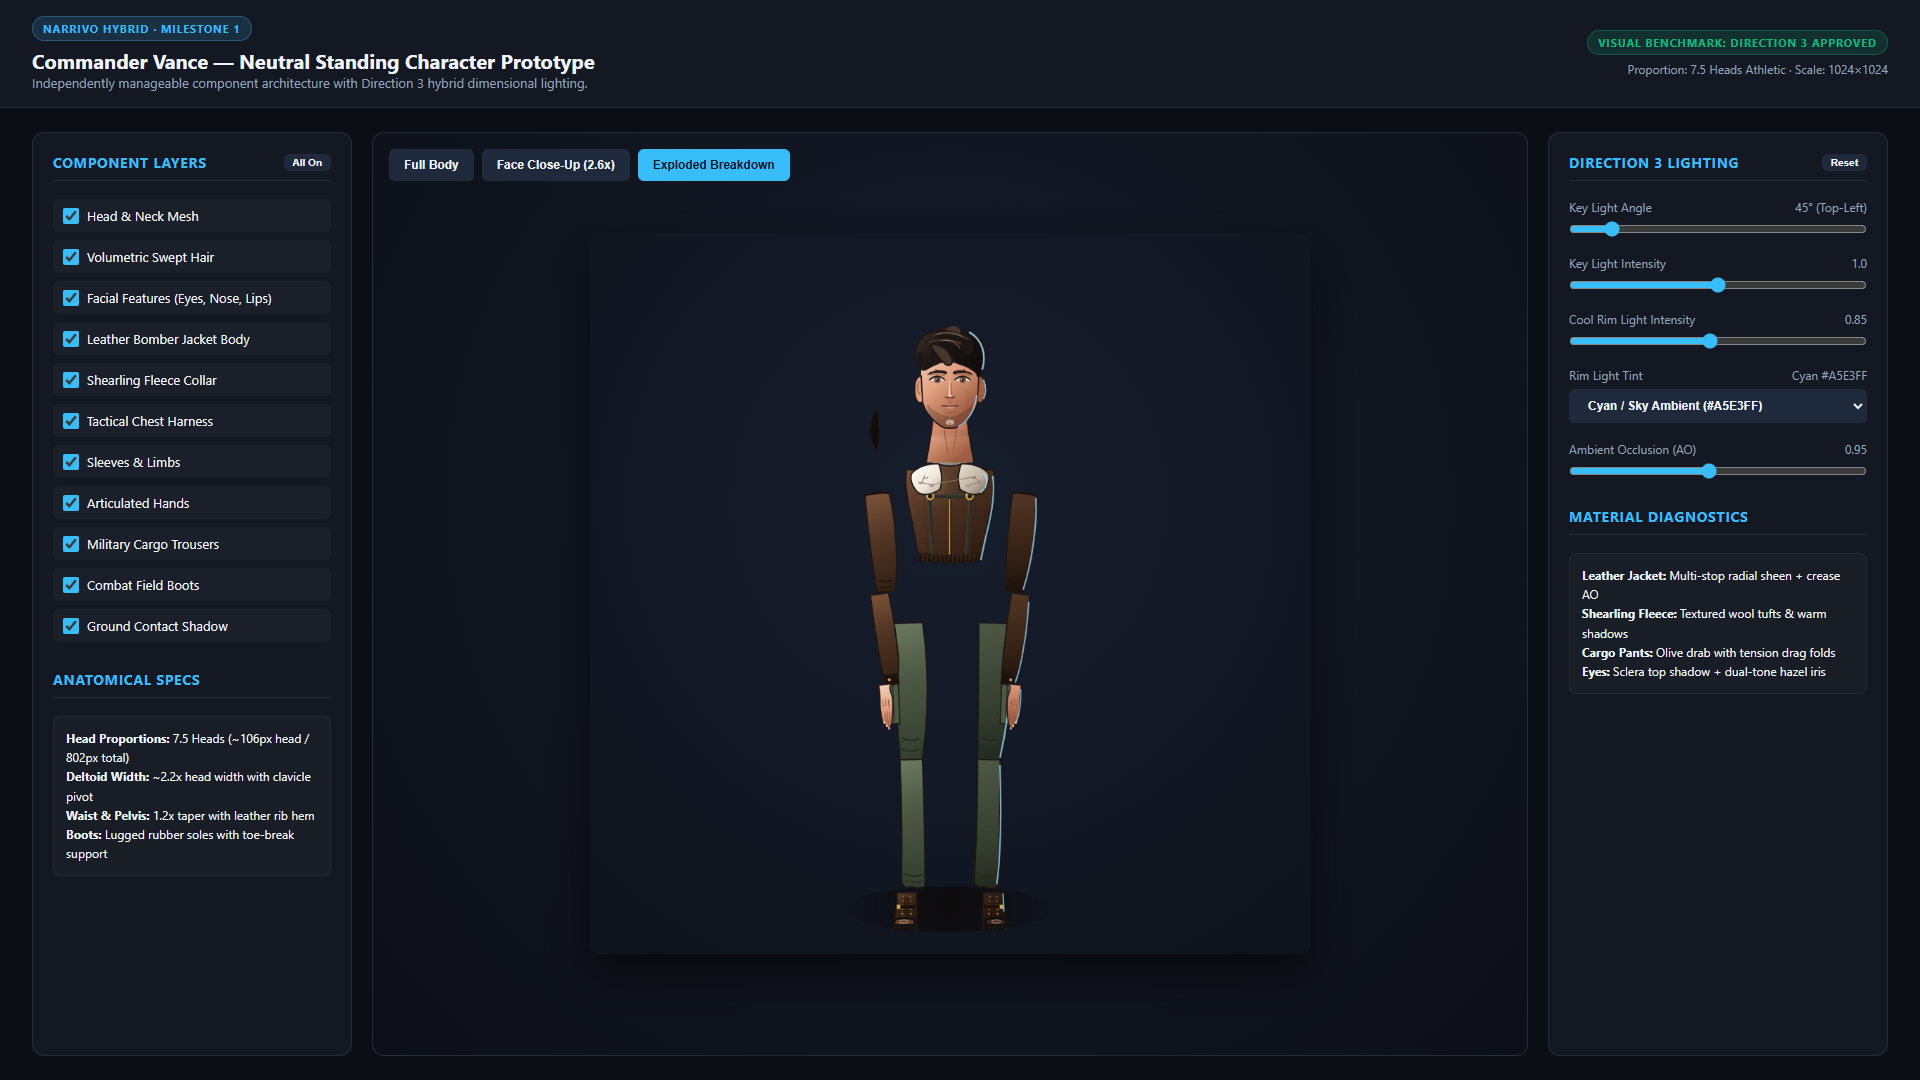 NARRIVO HYBRID · MILESTONE 1
Commander Vance — Neutral Standing Character Prototype
Independently manageable component architecture with Direction 3 hybrid dimensional lighting.
VISUAL BENCHMARK: DIRECTION 3 APPROVED
Proportion: 7.5 Heads Athletic · Scale: 1024×1024
COMPONENT LAYERS
All On
Head & Neck Mesh
Volumetric Swept Hair
Facial Features (Eyes, Nose, Lips)
Leather Bomber Jacket Body
Shearling Fleece Collar
Tactical Chest Harness
Sleeves & Limbs
Articulated Hands
Military Cargo Trousers
Combat Field Boots
Ground Contact Shadow
ANATOMICAL SPECS
Head Proportions: 7.5 Heads (~106px head /
802px total)
Deltoid Width: ~2.2x head width with clavicle
pivot
Waist & Pelvis: 1.2x taper with leather rib hem
Boots: Lugged rubber soles with toe-break
support
Full Body
Face Close-Up (2.6x)
Exploded Breakdown
DIRECTION 3 LIGHTING
Reset
Key Light Angle
45° (Top-Left)
Key Light Intensity
1.0
Cool Rim Light Intensity
0.85
Rim Light Tint
Cyan #A5E3FF
Cyan / Sky Ambient (#A5E3FF)
Ambient Occlusion (AO)
0.95
MATERIAL DIAGNOSTICS
Leather Jacket: Multi-stop radial sheen + crease
AO
Shearling Fleece: Textured wool tufts & warm
shadows
Cargo Pants: Olive drab with tension drag folds
Eyes: Sclera top shadow + dual-tone hazel iris